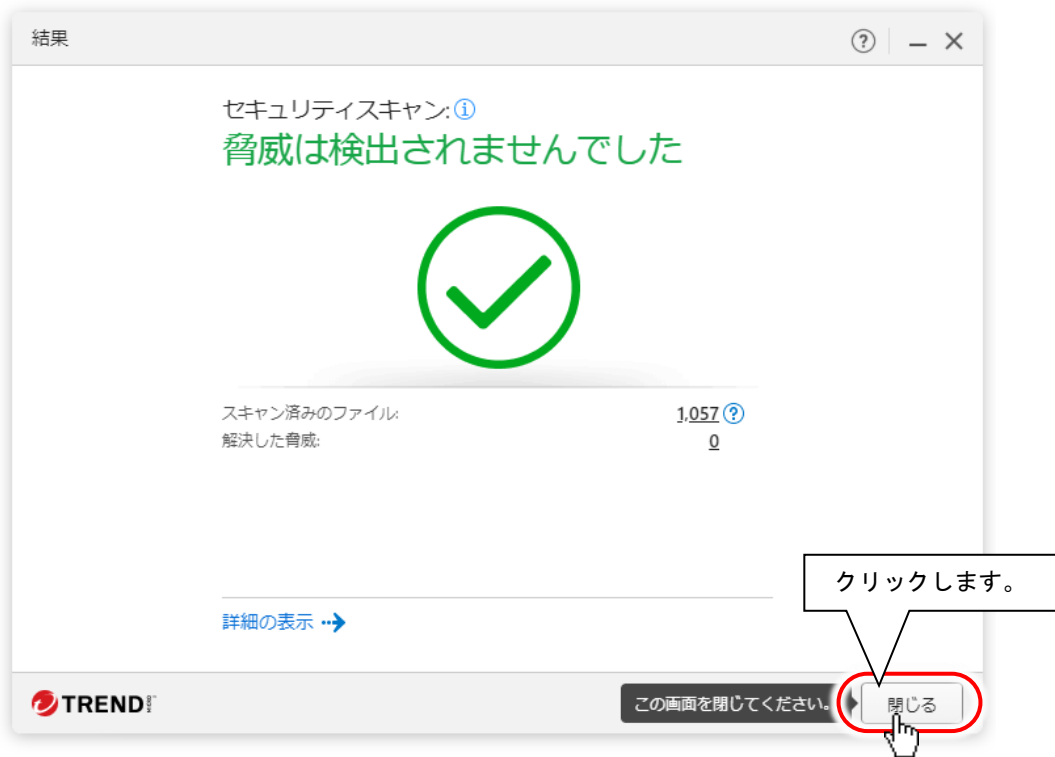 結果
セキュリティスキャン:
脅威は検出されませんでした
スキャン済みのファイル: 1,057
解決した脅威: 0
クリックします。
詳細の表示
TREND
この画面を閉じてください。
閉じる